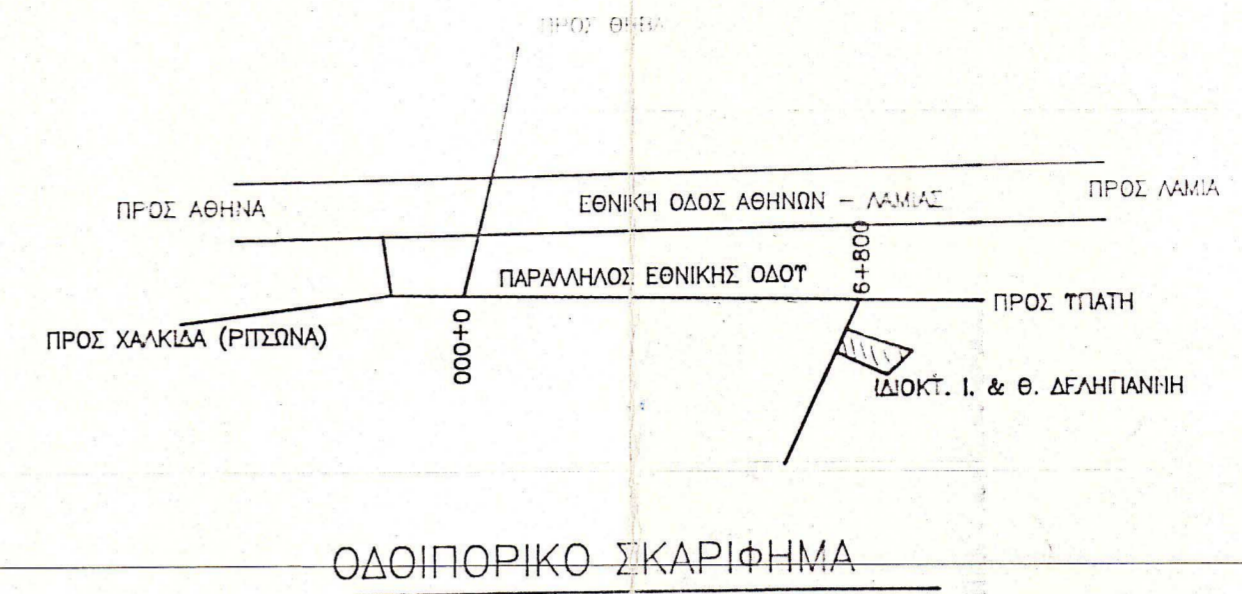 ΠΡΟΣ ΘΗΒΑ
ΠΡΟΣ ΑΘΗΝΑ
ΕΘΝΙΚΗ ΟΔΟΣ ΑΘΗΝΩΝ - ΛΑΜΙΑΣ
ΠΡΟΣ ΛΑΜΙΑ
ΠΑΡΑΛΛΗΛΟΣ ΕΘΝΙΚΗΣ ΟΔΟΥ
6+800
ΠΡΟΣ ΥΠΑΤΗ
ΠΡΟΣ ΧΑΛΚΙΔΑ (ΡΙΤΣΩΝΑ)
0+000
ΙΔΙΟΚΤ. Ι. & Θ. ΔΕΛΗΓΙΑΝΝΗ
ΟΔΟΙΠΟΡΙΚΟ ΣΚΑΡΙΦΗΜΑ